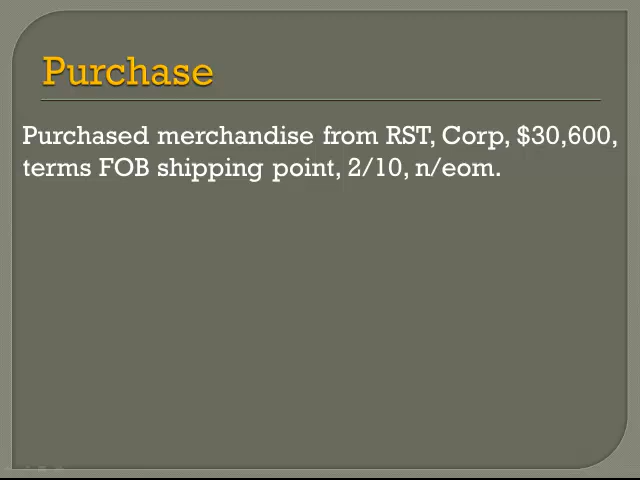 Purchase
Purchased merchandise from RST, Corp, $30,600,
terms FOB shipping point, 2/10, n/eom.